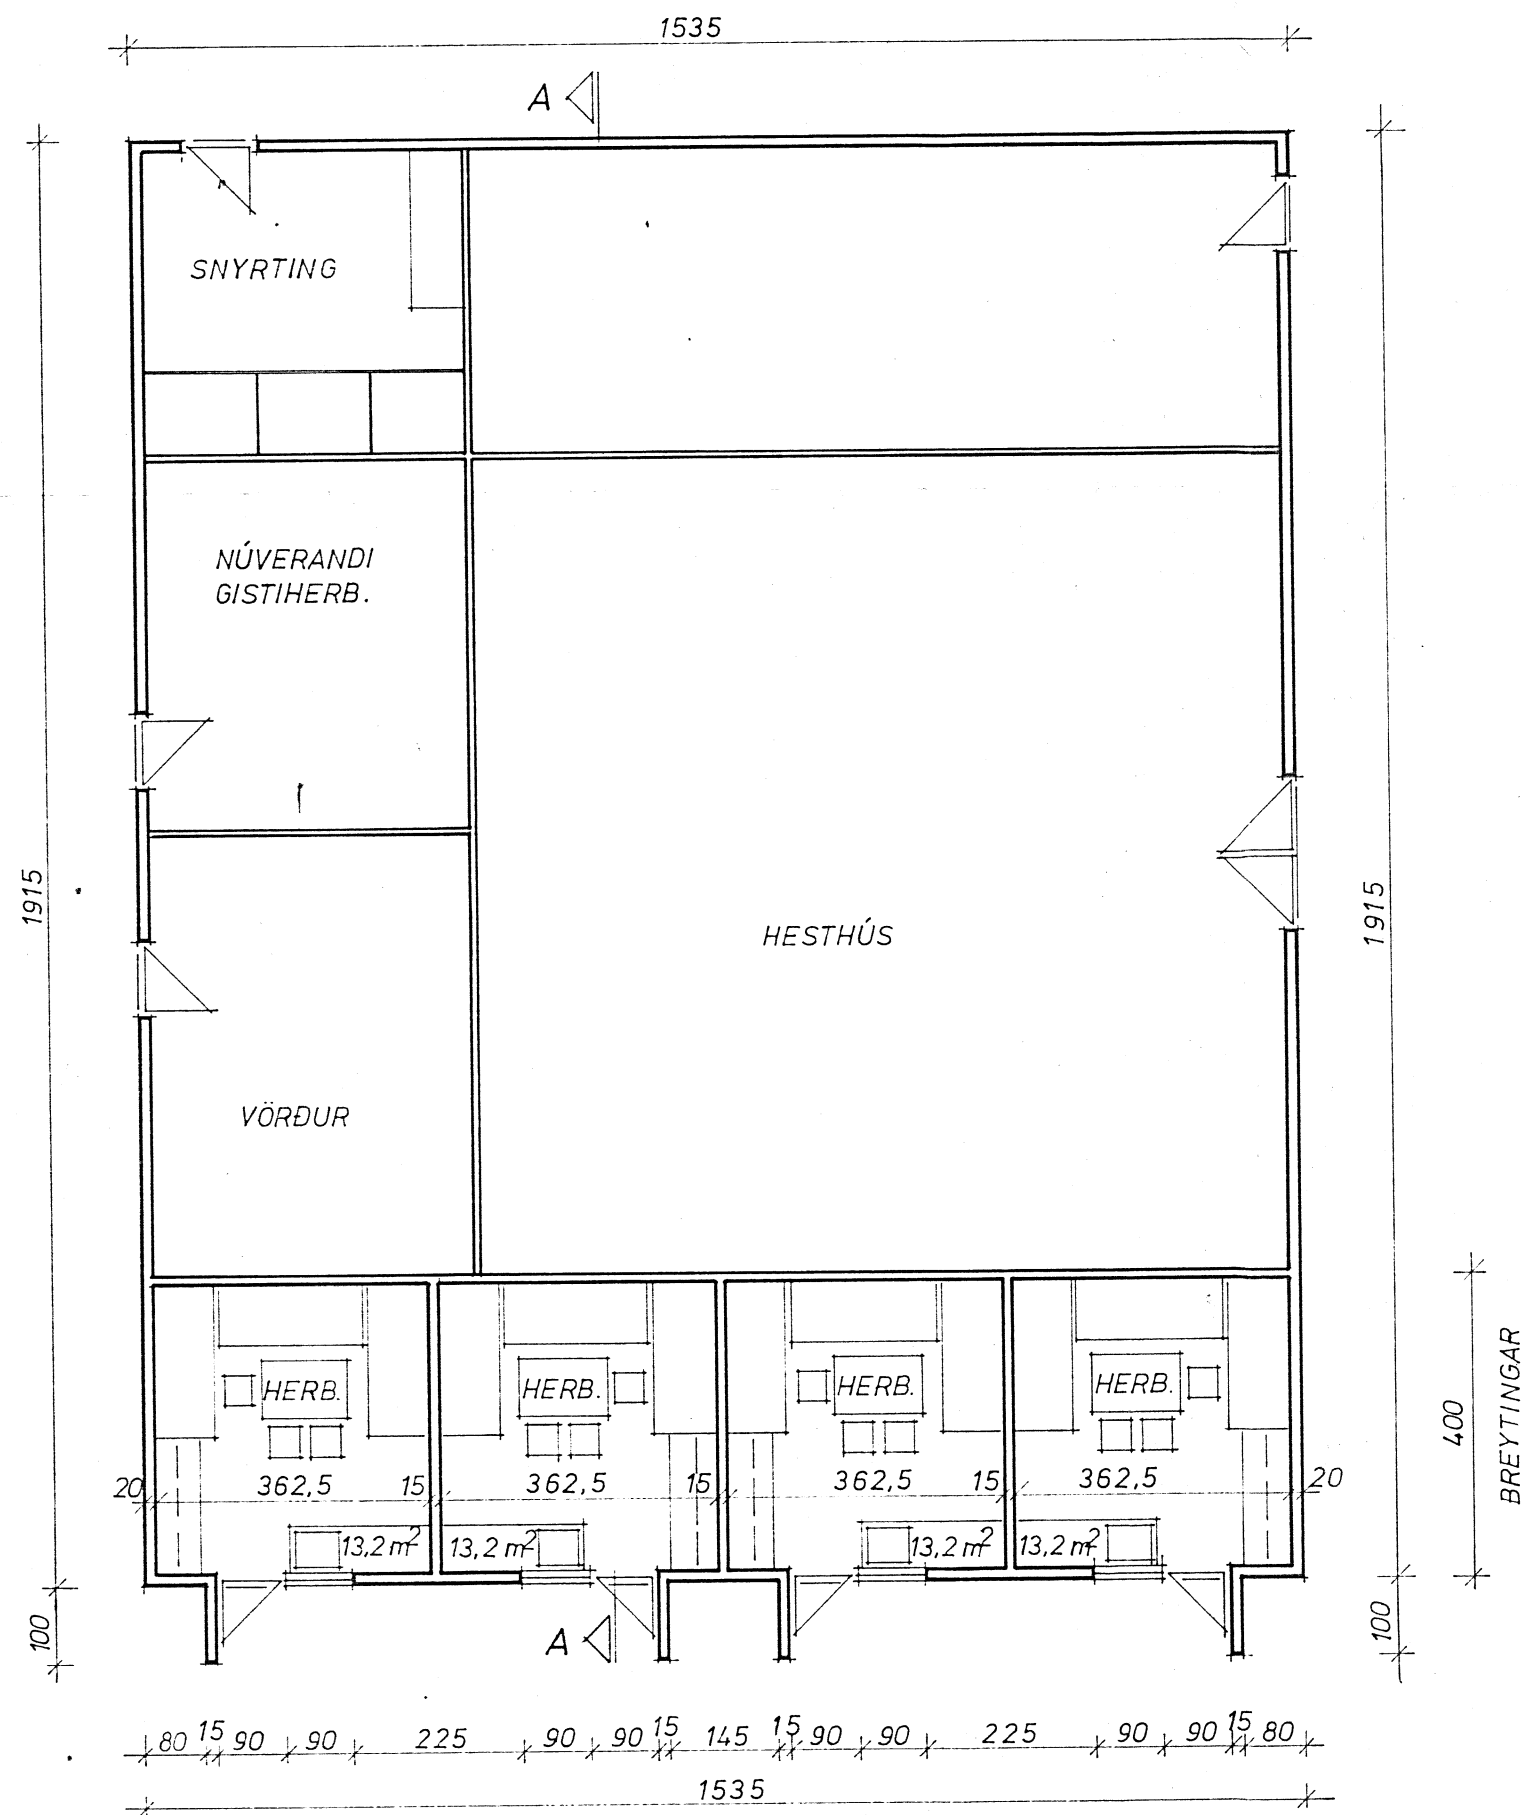 1535
A
SNYRTING
NÚVERANDI
GISTIHERB.
1915
1915
HESTHÚS
VÖRÐUR
HERB.
HERB.
HERB.
HERB.
400
BREYTINGAR
20
362,5
15
362,5
15
362,5
15
362,5
20
13,2 m²
13,2 m²
13,2 m²
13,2 m²
100
A
100
80 15 90 90 225 90 90 15 145 15 90 90 225 90 90 15 80
1535